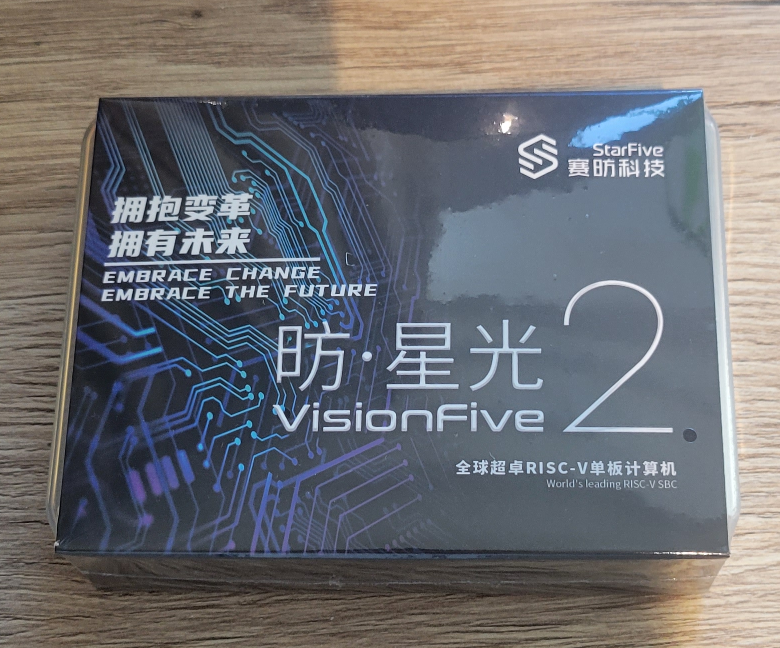 StarFive
赛昉科技
拥抱变革
拥有未来
EMBRACE CHANGE
EMBRACE THE FUTURE
昉·星光 2
VisionFive
全球超卓RISC-V单板计算机
World's leading RISC-V SBC